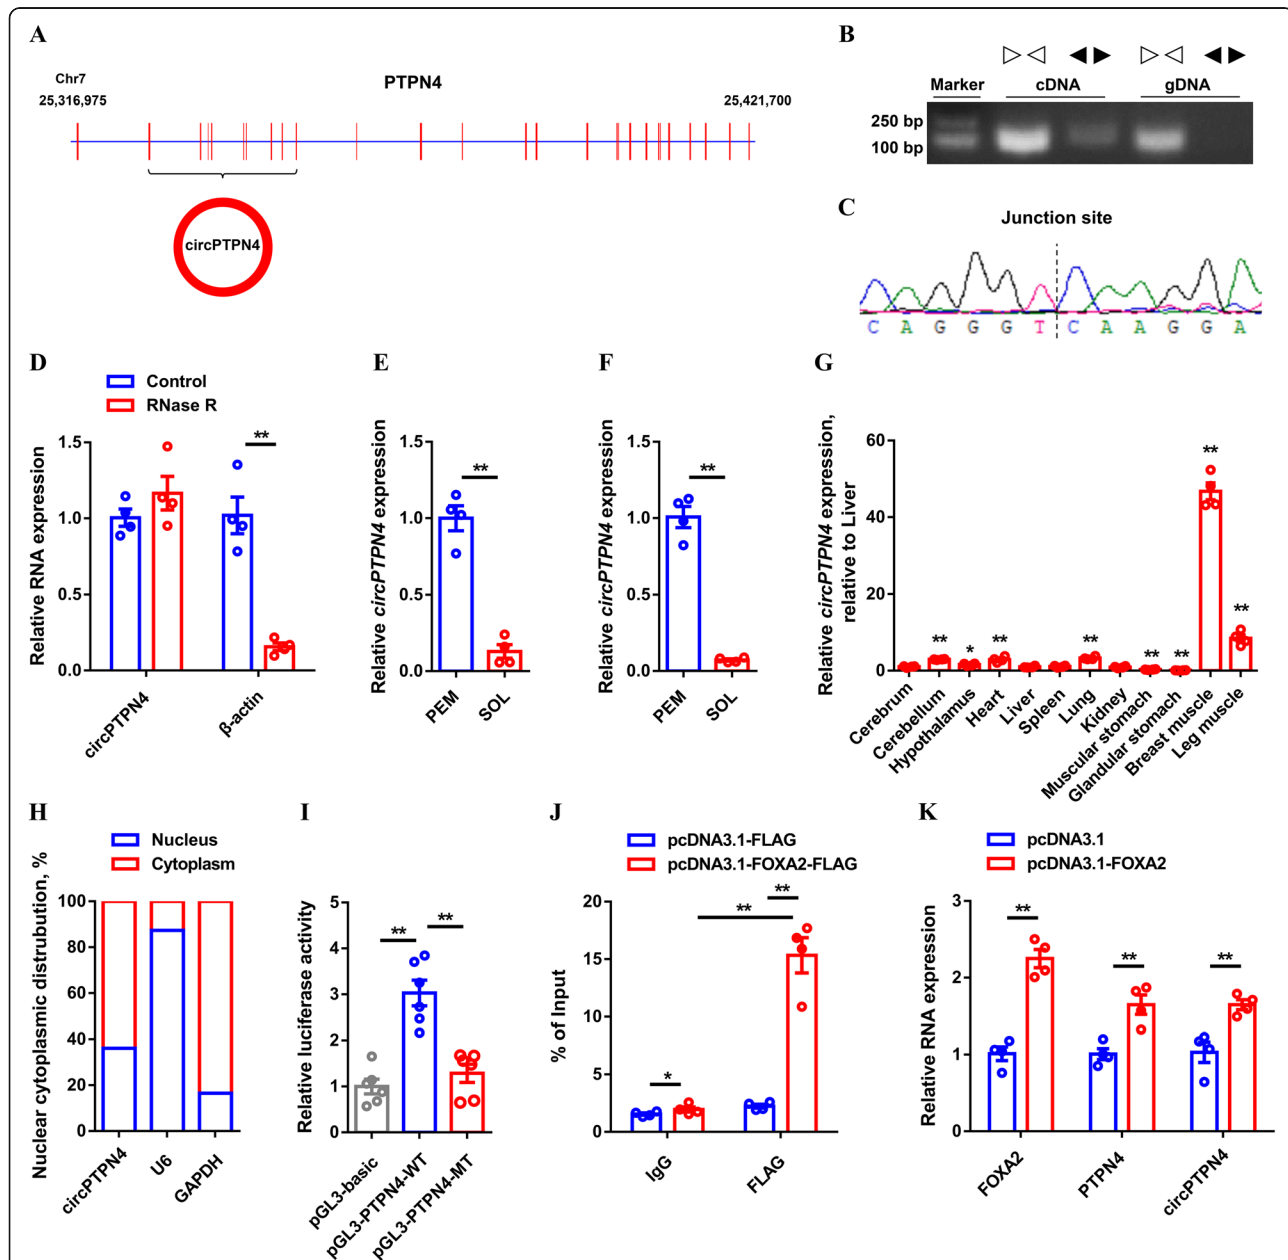 A
Chr7
PTPN4
25,316,975
25,421,700
circPTPN4
B
Marker
cDNA
gDNA
250 bp
100 bp
C
Junction site
C A G G G T C A A G G A
D
Control
RNase R
Relative RNA expression
1.5
1.0
0.5
0.0
**
circPTPN4
β-actin
E
Relative circPTPN4 expression
1.5
1.0
0.5
0.0
**
PEM
SOL
F
Relative circPTPN4 expression
1.5
1.0
0.5
0.0
**
PEM
SOL
G
Relative circPTPN4 expression,
relative to Liver
60
40
20
0
**
*
**
**
**
**
**
**
Cerebrum
Cerebellum
Hypothalamus
Heart
Liver
Spleen
Lung
Kidney
Muscular stomach
Glandular stomach
Breast muscle
Leg muscle
H
Nucleus
Cytoplasm
Nuclear cytoplasmic distrubution, %
100
80
60
40
20
0
circPTPN4
U6
GAPDH
I
Relative luciferase activity
5
4
3
2
1
0
**
**
pGL3-basic
pGL3-PTPN4-WT
pGL3-PTPN4-MT
J
pcDNA3.1-FLAG
pcDNA3.1-FOXA2-FLAG
% of Input
20
15
10
5
0
*
**
**
IgG
FLAG
K
pcDNA3.1
pcDNA3.1-FOXA2
Relative RNA expression
3
2
1
0
**
**
**
FOXA2
PTPN4
circPTPN4